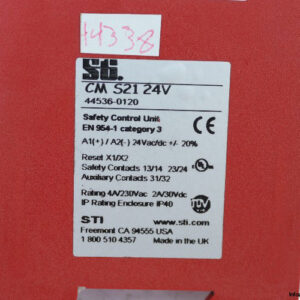 14338
STI.
CM S21 24V
44536-0120
Safety Control Unit
EN 954-1 category 3
CE
A1(+) / A2(-) 24Vac/dc +/- 20%
Reset X1/X2
Safety Contacts 13/14 23/24
Auxiliary Contacts 31/32
Rating 4A/230Vac 2A/30Vdc
IP Rating Enclosure IP40
TÜV
STI
www.sti.com
Freemont CA 94555 USA
1 800 510 4357 Made in the UK